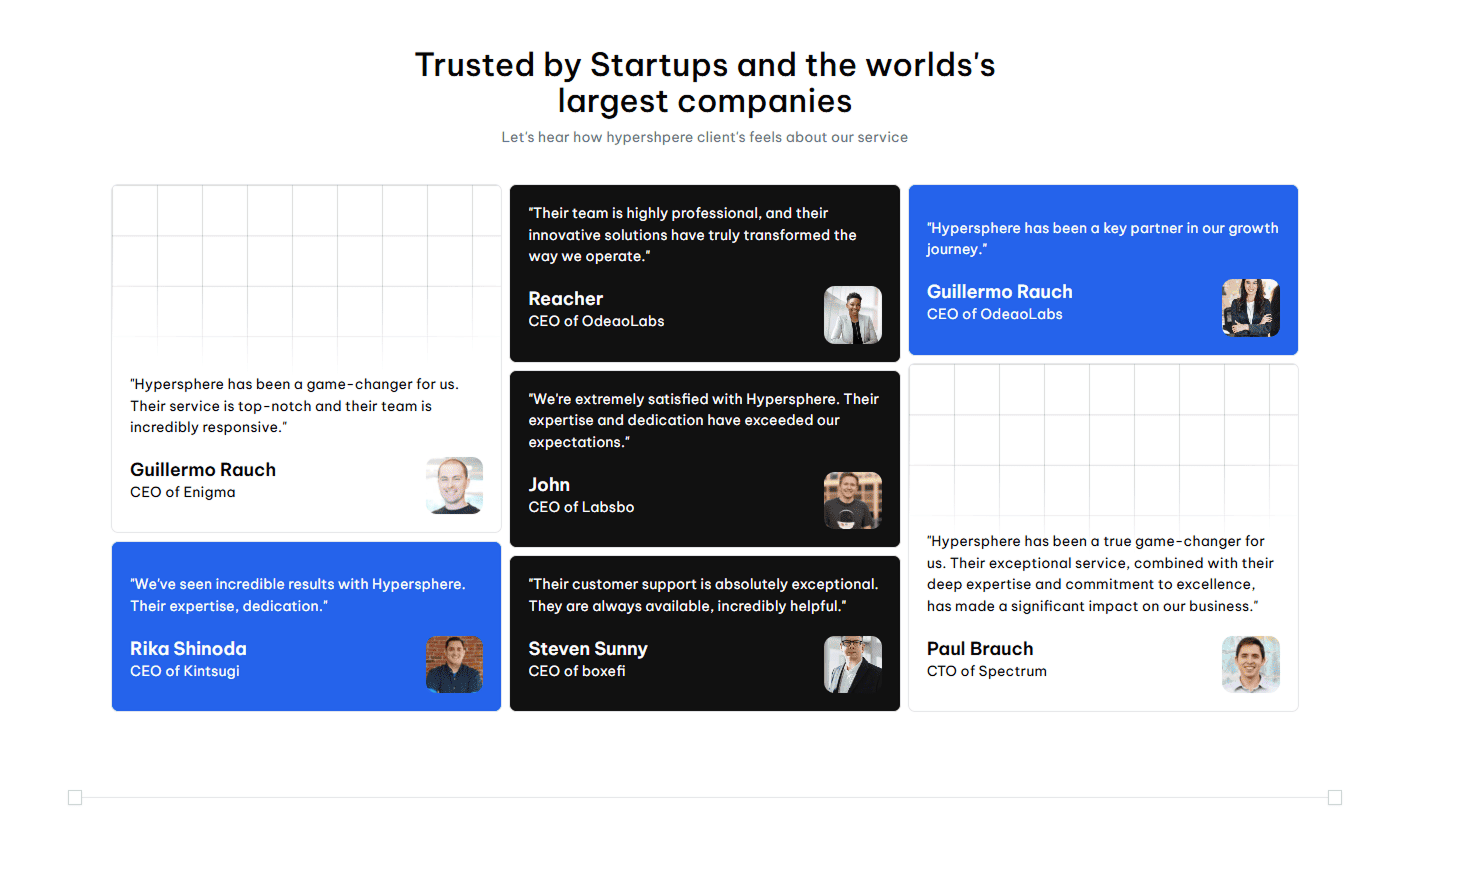 Trusted by Startups and the worlds's
largest companies
Let's hear how hypershpere client's feels about our service
"Hypersphere has been a game-changer for us.
Their service is top-notch and their team is
incredibly responsive."
Guillermo Rauch
CEO of Enigma
"We've seen incredible results with Hypersphere.
Their expertise, dedication."
Rika Shinoda
CEO of Kintsugi
"Their team is highly professional, and their
innovative solutions have truly transformed the
way we operate."
Reacher
CEO of OdeaoLabs
"We're extremely satisfied with Hypersphere. Their
expertise and dedication have exceeded our
expectations."
John
CEO of Labsbo
"Their customer support is absolutely exceptional.
They are always available, incredibly helpful."
Steven Sunny
CEO of boxefi
"Hypersphere has been a key partner in our growth
journey."
Guillermo Rauch
CEO of OdeaoLabs
"Hypersphere has been a true game-changer for
us. Their exceptional service, combined with their
deep expertise and commitment to excellence,
has made a significant impact on our business."
Paul Brauch
CTO of Spectrum